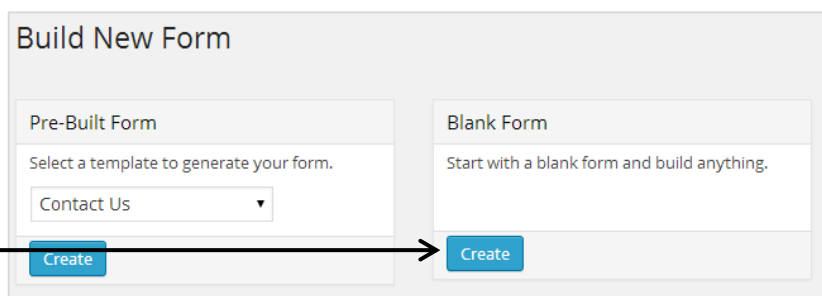 Build New Form
Pre-Built Form
Select a template to generate your form.
Contact Us
Create
Blank Form
Start with a blank form and build anything.
Create